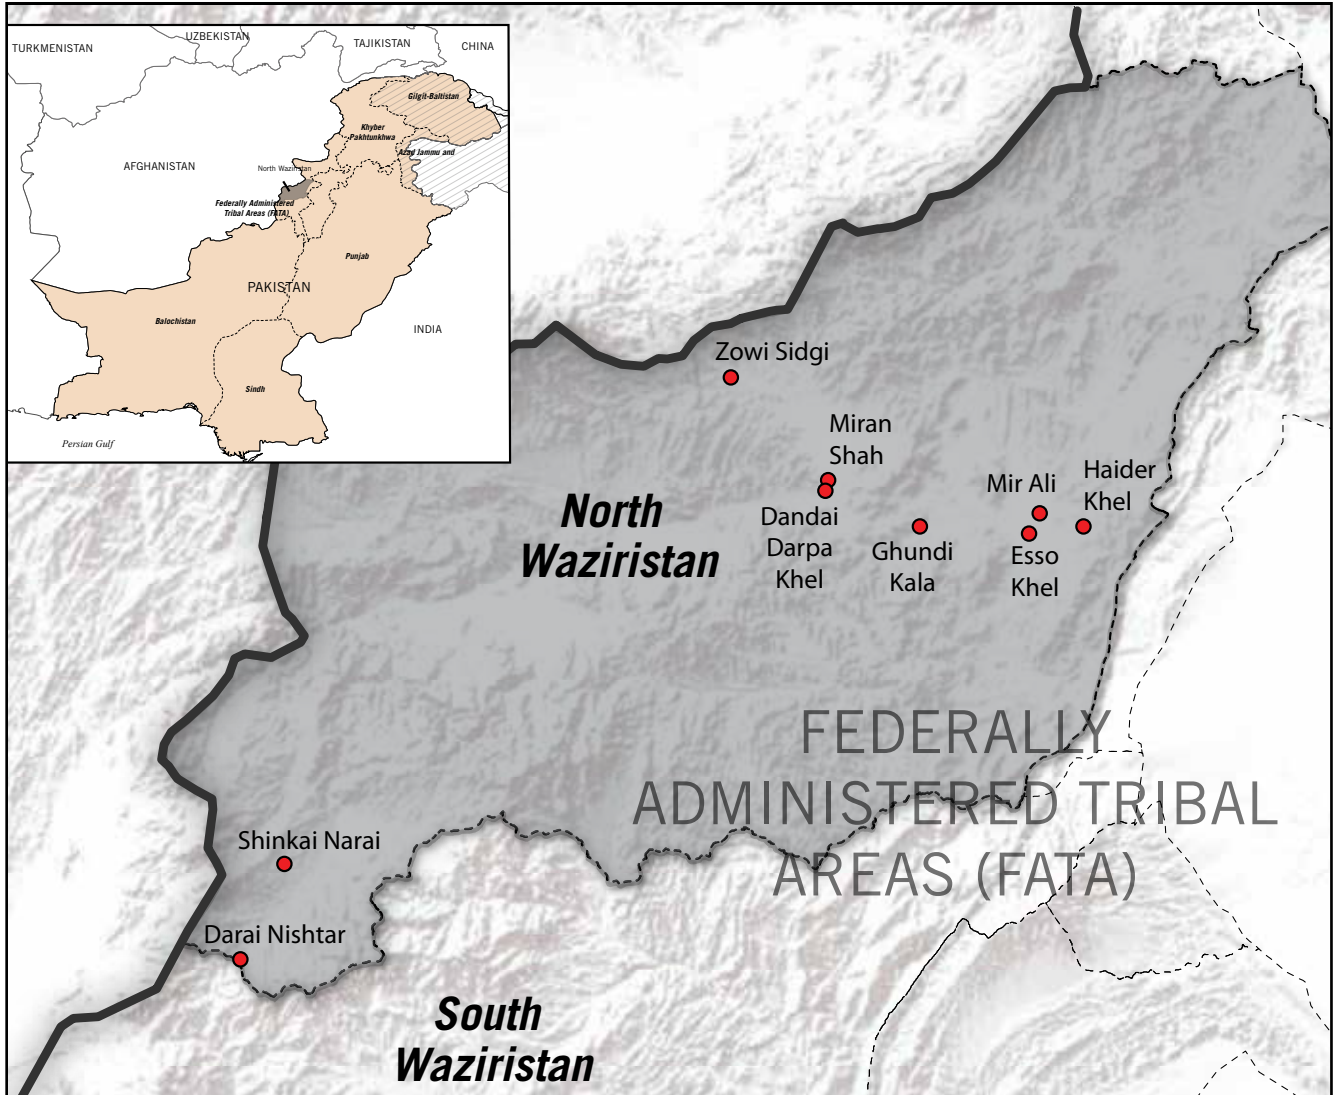 UZBEKISTAN
TURKMENISTAN
TAJIKISTAN
CHINA
Gilgit-Baltistan
Khyber
Pakhtunkhwa
Azad Jammu and
AFGHANISTAN
North Waziristan
Federally Administered
Tribal Areas (FATA)
Punjab
PAKISTAN
Balochistan
INDIA
Sindh
Persian Gulf
Zowi Sidgi
Miran
Shah
Mir Ali
Haider
Khel
North
Waziristan
Dandai
Darpa
Khel
Ghundi
Kala
Esso
Khel
FEDERALLY
ADMINISTERED TRIBAL
AREAS (FATA)
Shinkai Narai
Darai Nishtar
South
Waziristan